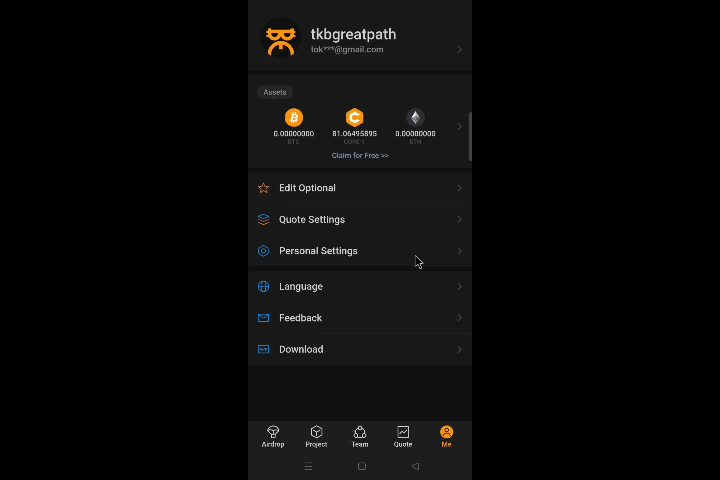 tkbgreatpath
tok***@gmail.com
Assets
0.00000000 81.06495895 0.00000000
BTC ETH
Claim for Free >>
Edit Optional
Quote Settings
Personal Settings
Language
Feedback
Download
Airdrop Project Team Quote Me